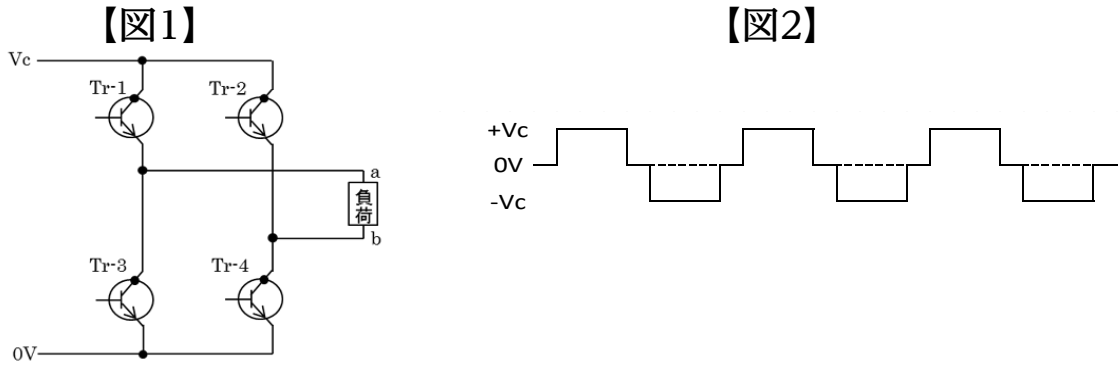 【図1】
Vc
Tr-1
Tr-2
a
負荷
b
Tr-3
Tr-4
0V
【図2】
+Vc
0V
-Vc